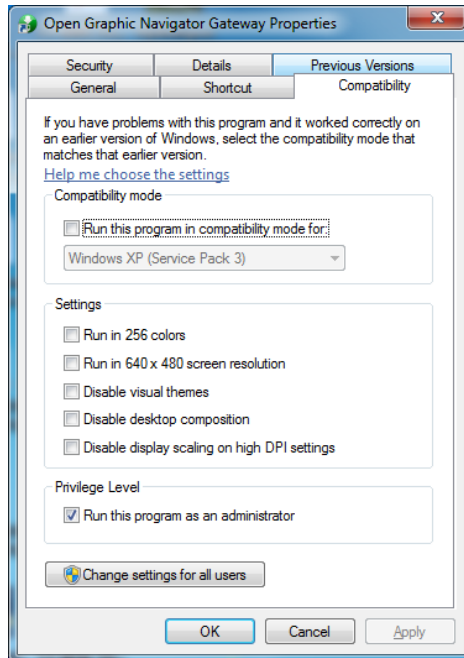 Open Graphic Navigator Gateway Properties
Security Details Previous Versions
General Shortcut Compatibility
If you have problems with this program and it worked correctly on
an earlier version of Windows, select the compatibility mode that
matches that earlier version.
Help me choose the settings
Compatibility mode
Run this program in compatibility mode for:
Windows XP (Service Pack 3)
Settings
Run in 256 colors
Run in 640 x 480 screen resolution
Disable visual themes
Disable desktop composition
Disable display scaling on high DPI settings
Privilege Level
Run this program as an administrator
Change settings for all users
OK Cancel Apply